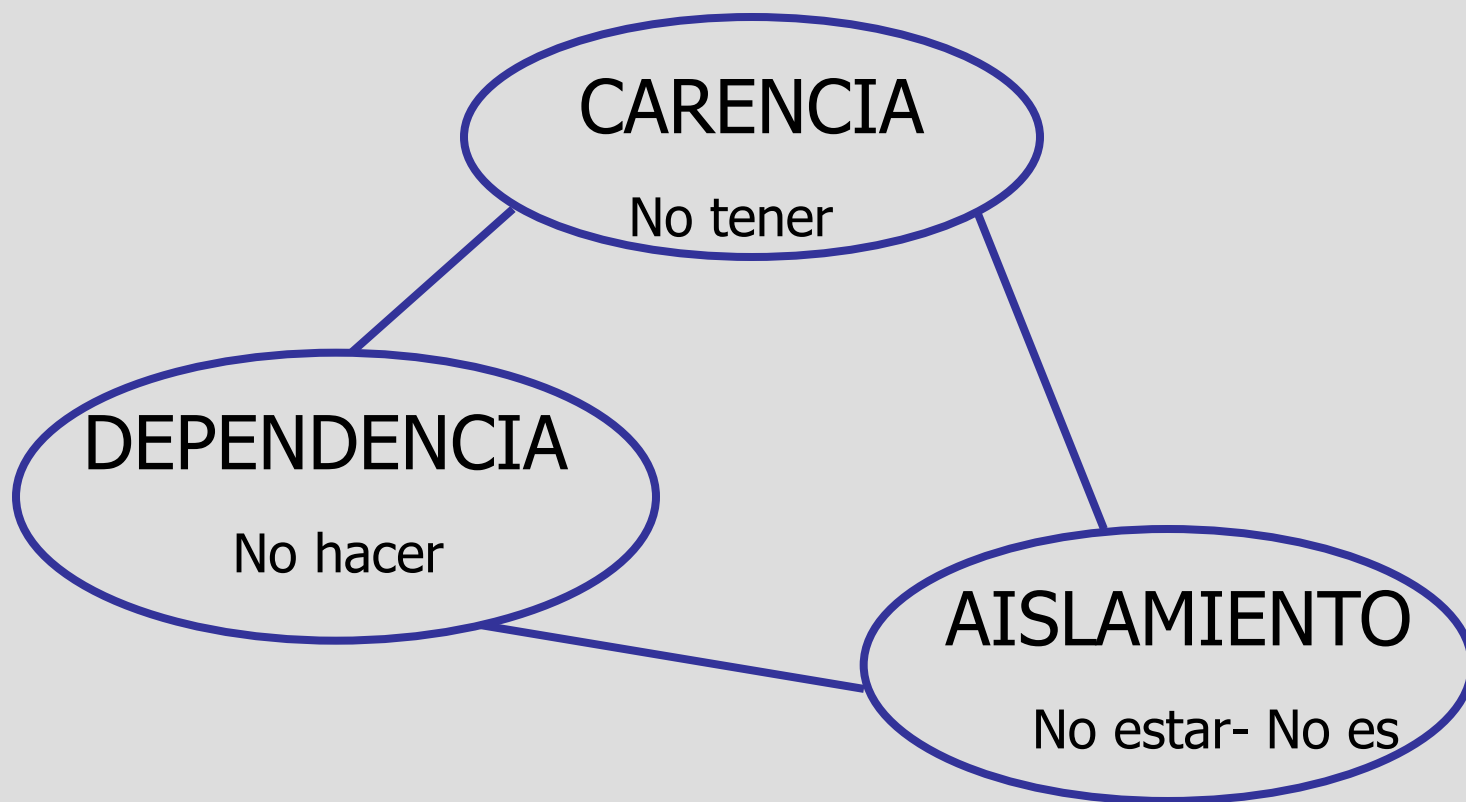 CARENCIA
No tener
DEPENDENCIA
No hacer
AISLAMIENTO
No estar- No es